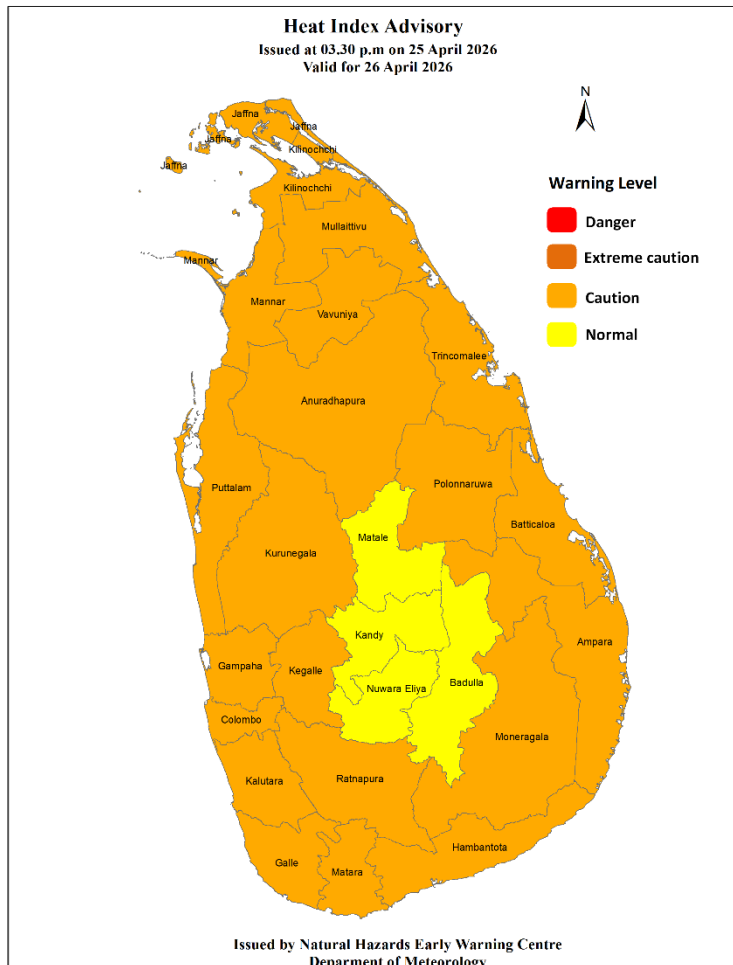 Heat Index Advisory
Issued at 03.30 p.m on 25 April 2026
Valid for 26 April 2026
N
Warning Level
Danger
Extreme caution
Caution
Normal
Jaffna
Jaffna
Jaffna
Kilinochchi
Jaffna
Kilinochchi
Mullaittivu
Mannar
Mannar
Vavuniya
Trincomalee
Anuradhapura
Puttalam
Polonnaruwa
Batticaloa
Matale
Kurunegala
Kandy
Ampara
Gampaha
Kegalle
Nuwara Eliya
Badulla
Colombo
Moneragala
Kalutara
Ratnapura
Hambantota
Galle
Matara
Issued by Natural Hazards Early Warning Centre
Deparment of Meteorology